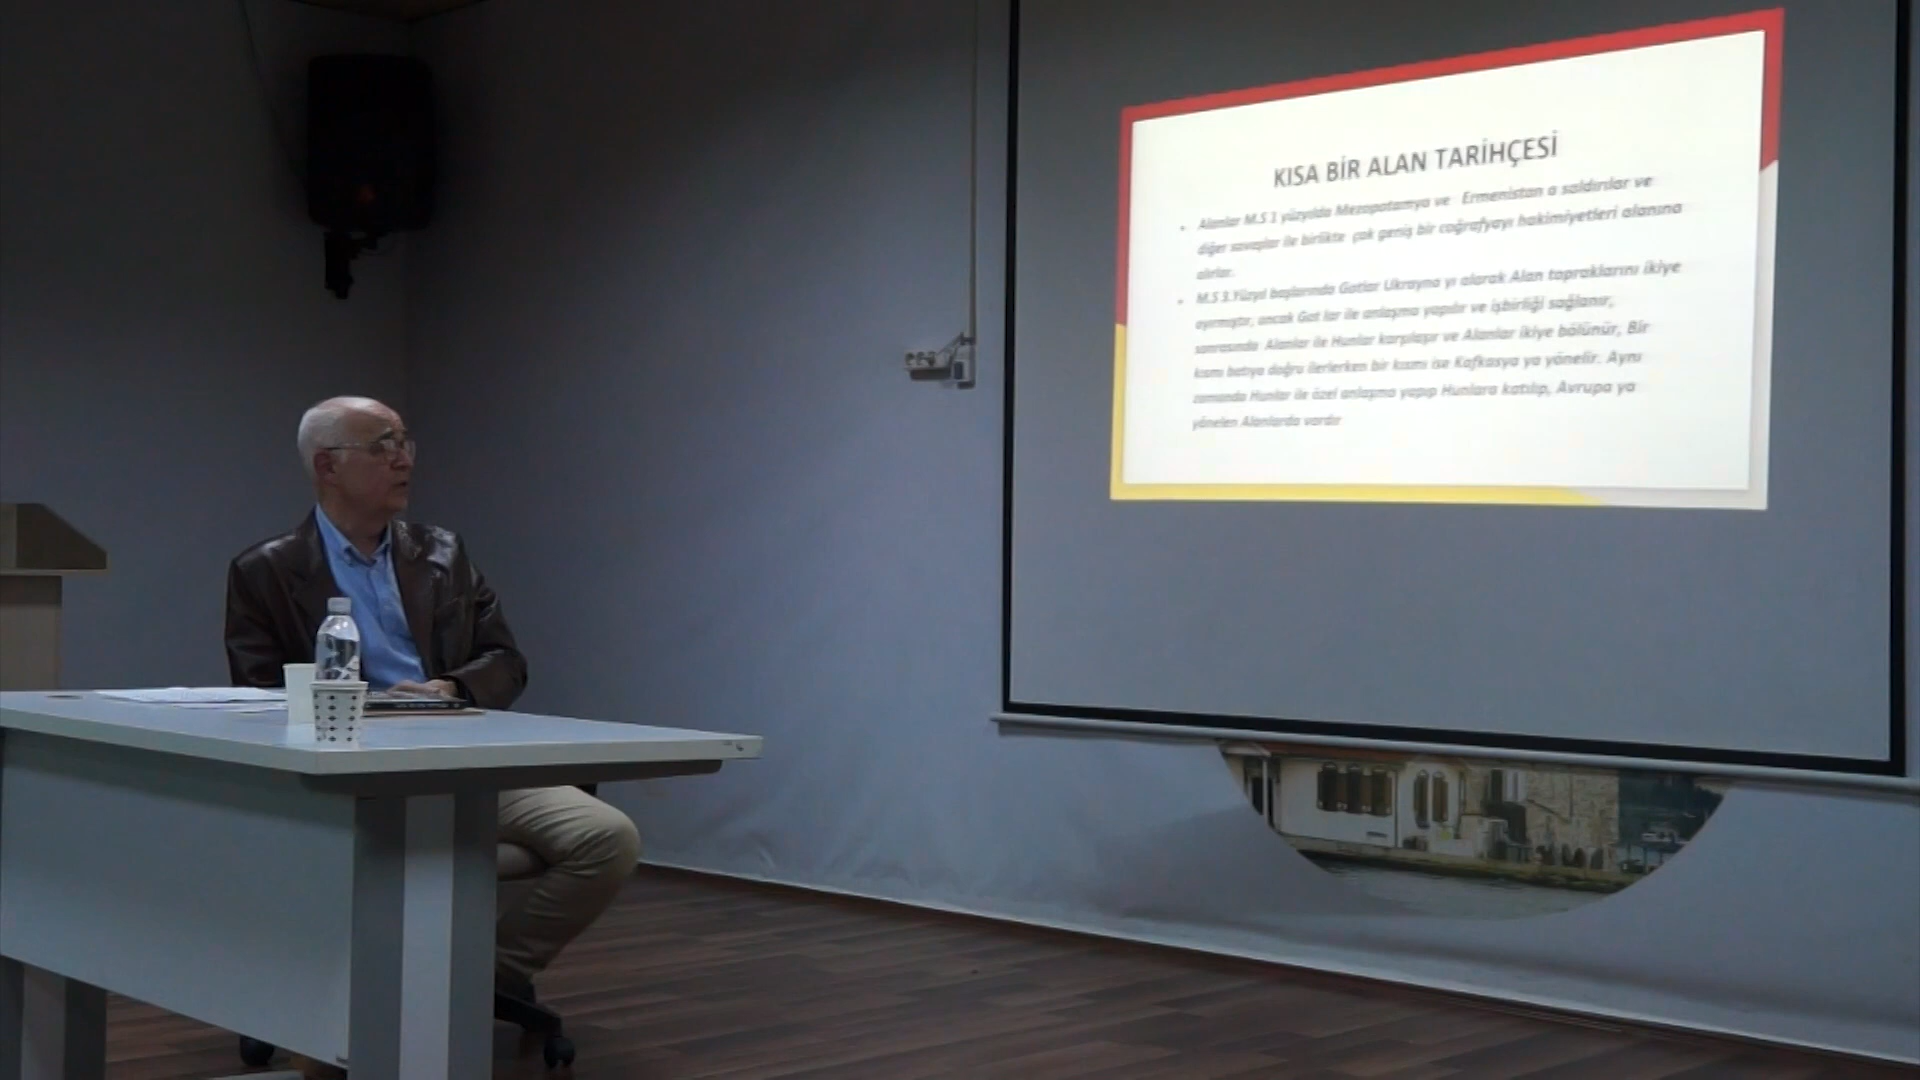 KISA BİR ALAN TARİHÇESİ
• Alanlar M.S 1 yüzyılda Mezopotamya ve Ermenistan a saldırılar ve
diğer savaşlar ile birlikte çok geniş bir coğrafyayı hakimiyetleri alanına
alırlar.
• M.S 3.Yüzyıl başlarında Gotlar Ukrayna yı alarak Alan topraklarını ikiye
ayırmıştır, ancak Got lar ile anlaşma yapılır ve işbirliği sağlanır,
sonrasında Alanlar ile Hunlar karşılaşır ve Alanlar ikiye bölünür, Bir
kısmı batıya doğru ilerlerken bir kısmı ise Kafkasya ya yönelir. Aynı
zamanda Hunlar ile özel anlaşma yapıp Hunlara katılıp, Avrupa ya
yönelen Alanlarda vardır